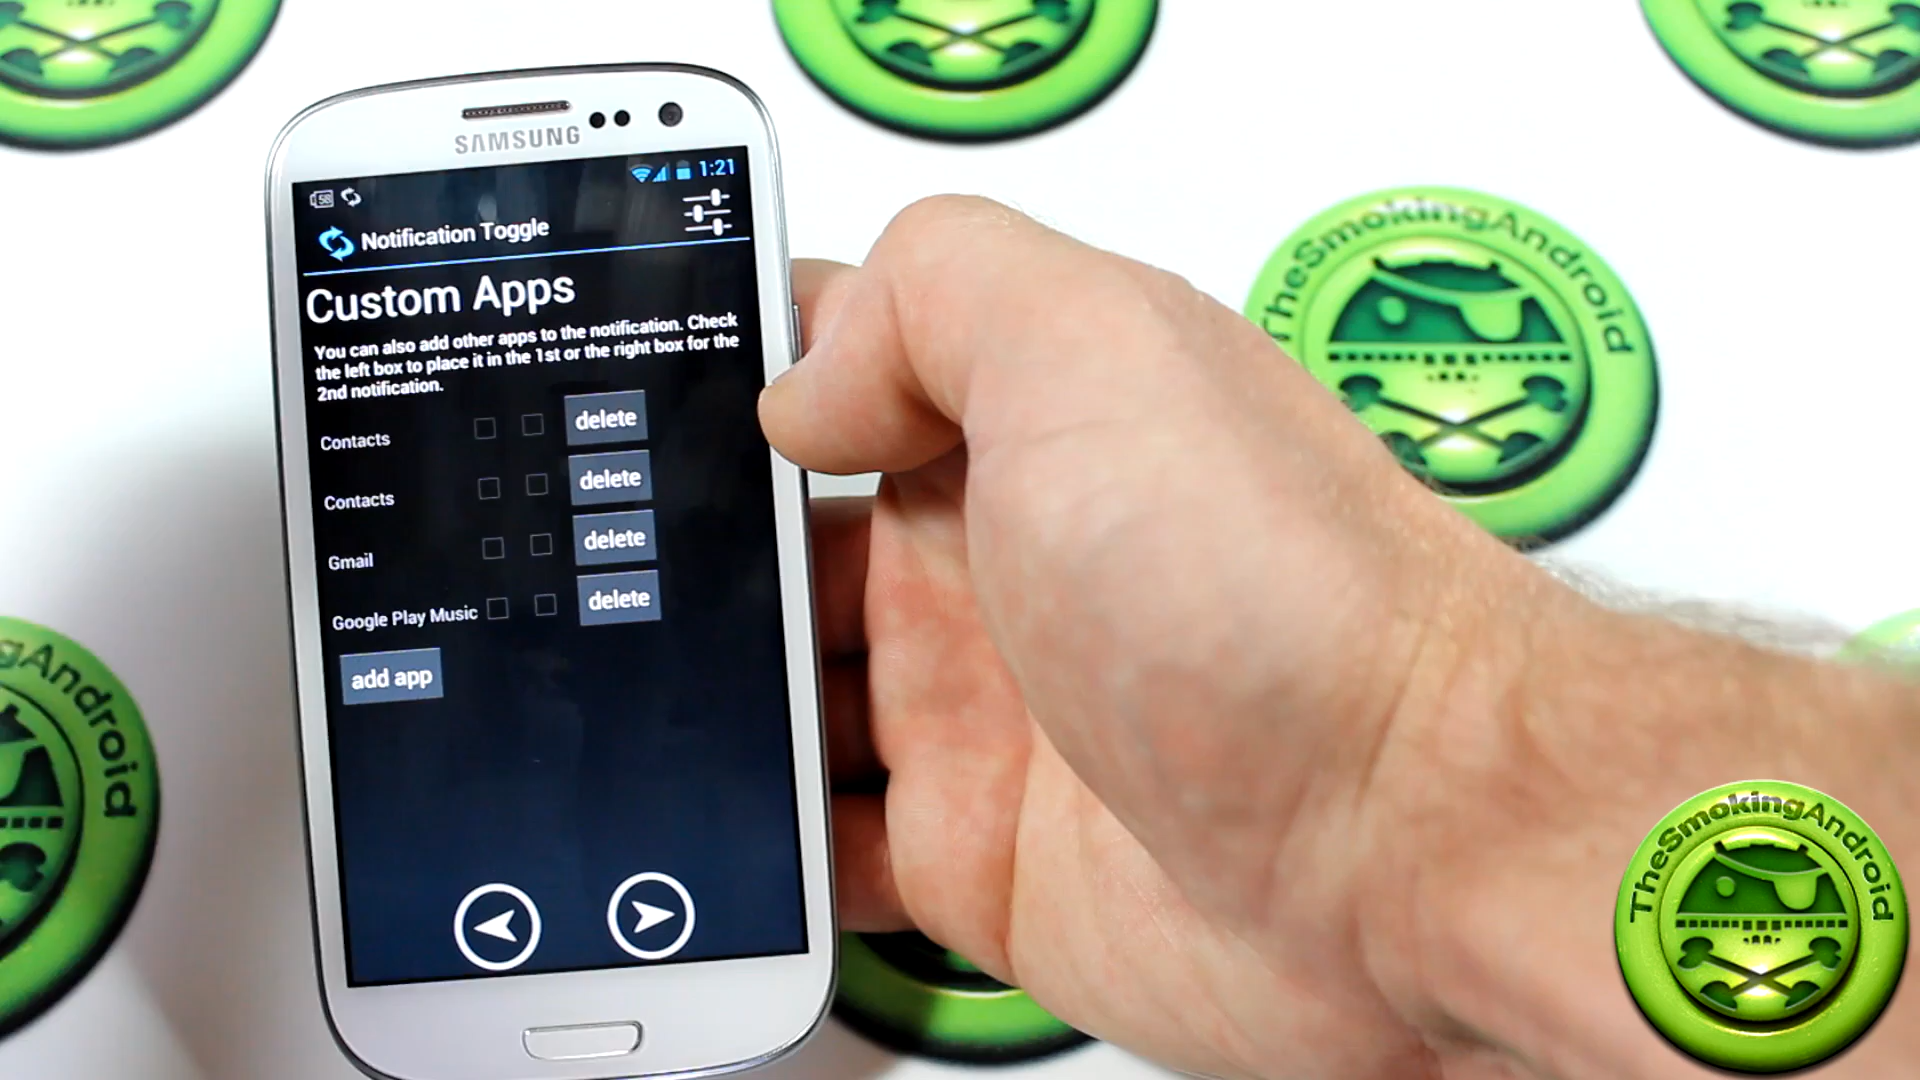 SAMSUNG
58
1:21
Notification Toggle
Custom Apps
You can also add other apps to the notification. Check
the left box to place it in the 1st or the right box for the
2nd notification.
Contacts
delete
Contacts
delete
Gmail
delete
Google Play Music
delete
add app
TheSmokingAndroid
gAndroid
TheSmokingAndroid